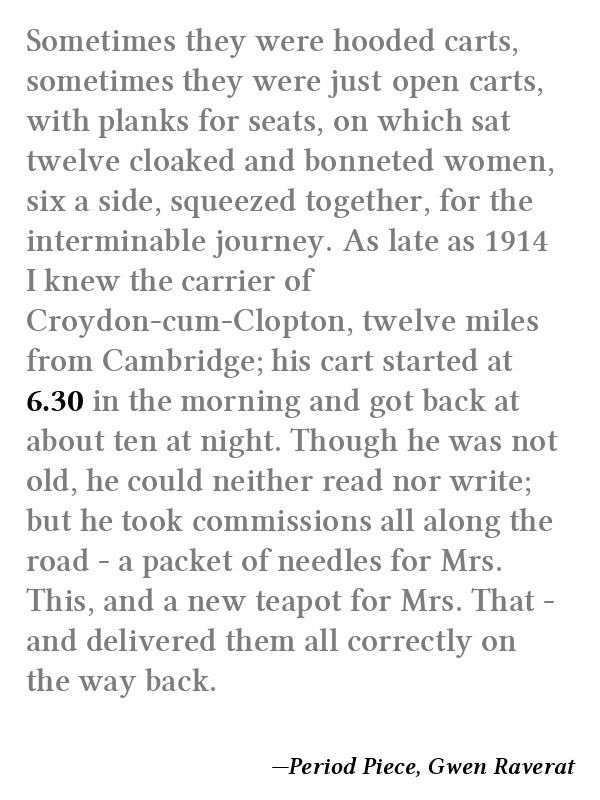 Sometimes they were hooded carts,
sometimes they were just open carts,
with planks for seats, on which sat
twelve cloaked and bonneted women,
six a side, squeezed together, for the
interminable journey. As late as 1914
I knew the carrier of
Croydon-cum-Clopton, twelve miles
from Cambridge; his cart started at
6.30 in the morning and got back at
about ten at night. Though he was not
old, he could neither read nor write;
but he took commissions all along the
road - a packet of needles for Mrs.
This, and a new teapot for Mrs. That -
and delivered them all correctly on
the way back.
—Period Piece, Gwen Raverat